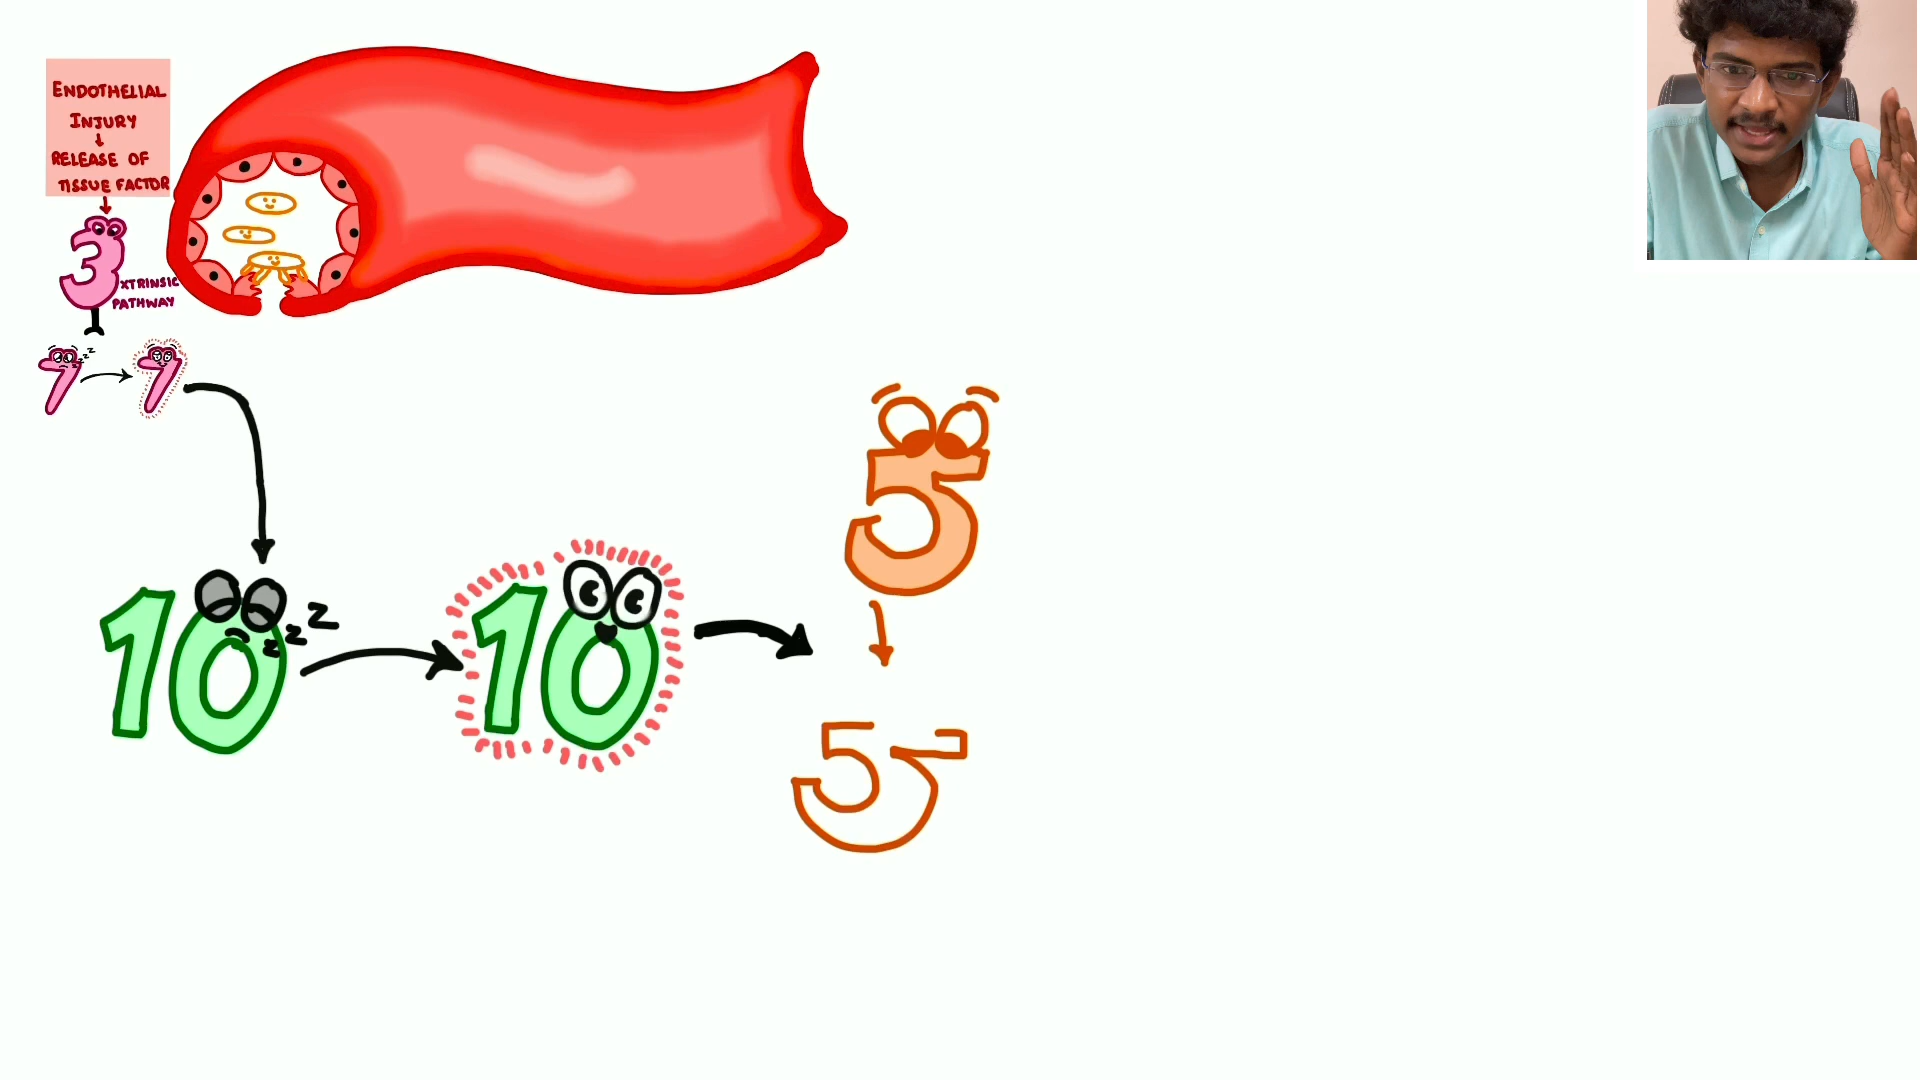 ENDOTHELIAL
INJURY
RELEASE OF
TISSUE FACTOR
3
XTRINSIC
PATHWAY
7 z z z 7
5
10 z z z 10
5